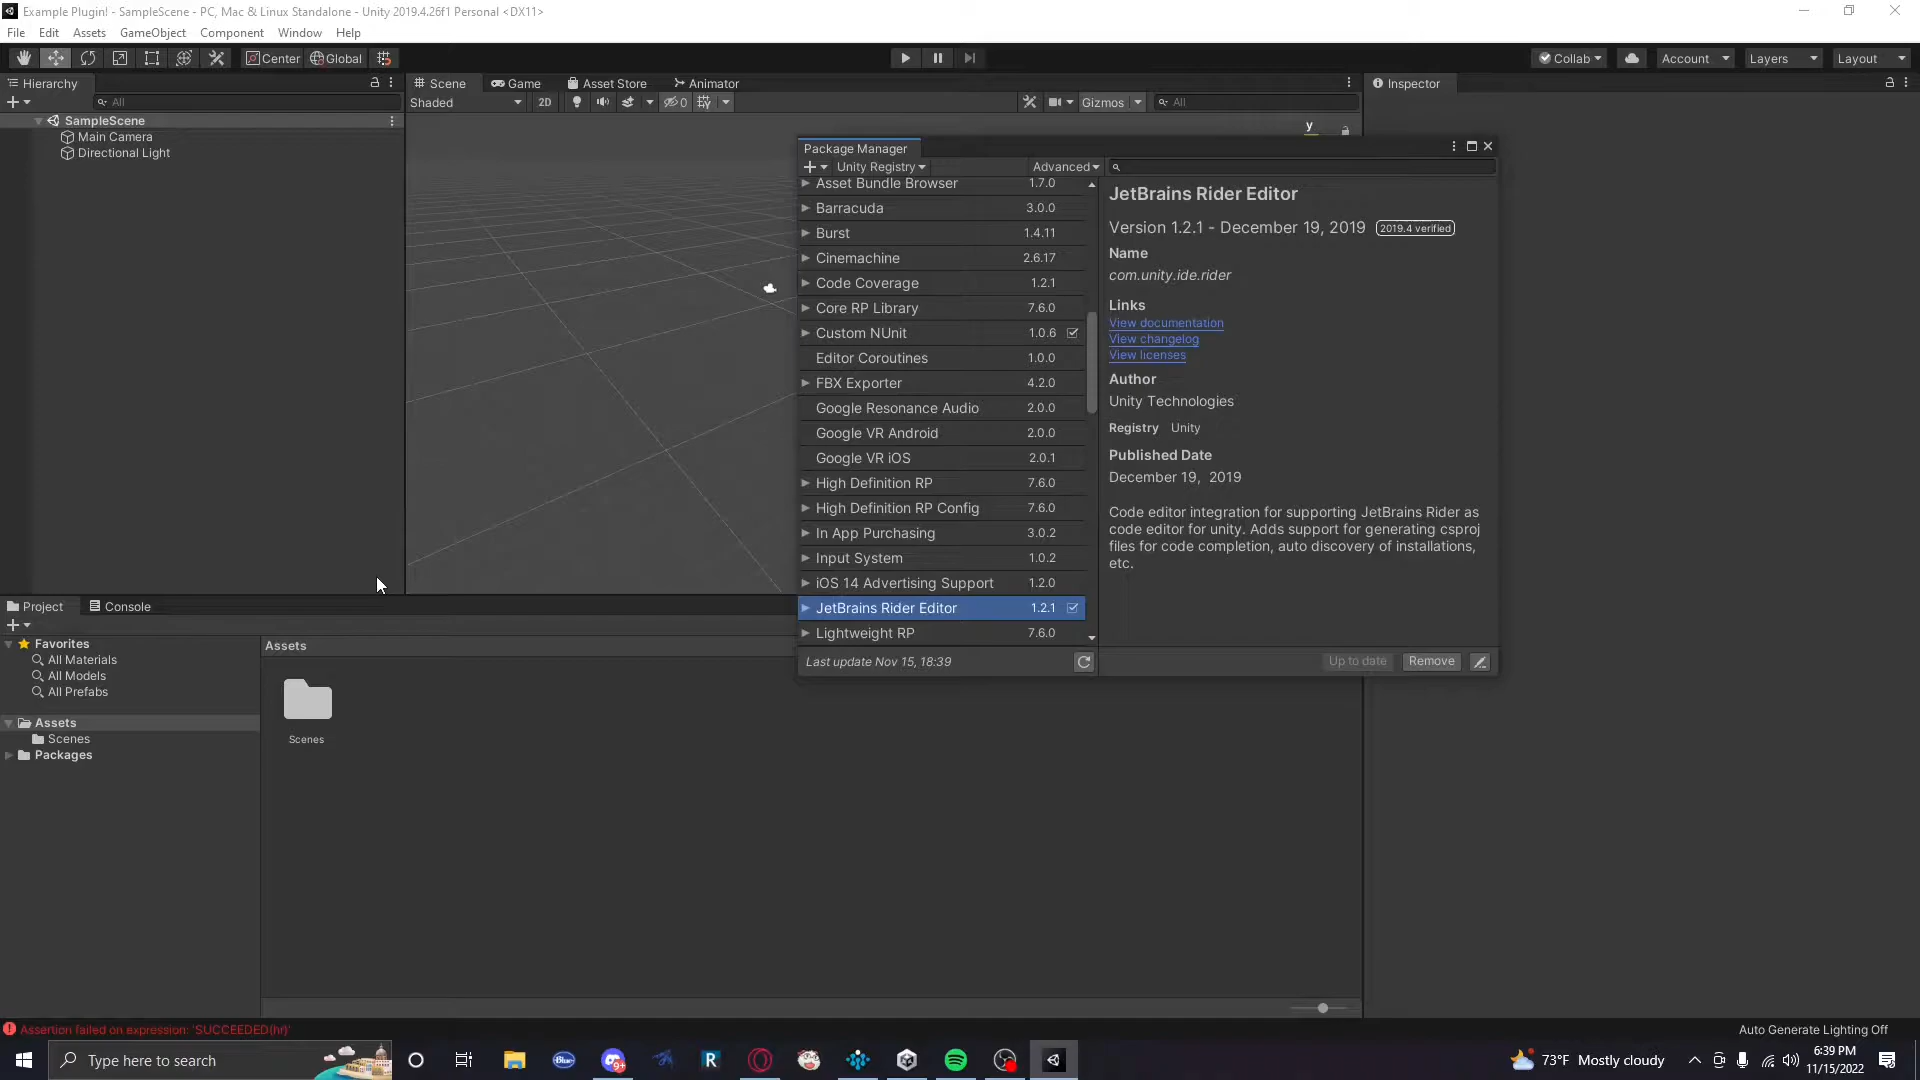 Example Plugin! - SampleScene - PC, Mac & Linux Standalone - Unity 2019.4.26f1 Personal <DX11>
File Edit Assets GameObject Component Window Help
Center Global Collab Account Layers Layout
Hierarchy
All
SampleScene
Main Camera
Directional Light
Scene Game Asset Store Animator
Shaded 2D 0 Gizmos All
y
Inspector
Package Manager
Unity Registry Advanced
Asset Bundle Browser 1.7.0
Barracuda 3.0.0
Burst 1.4.11
Cinemachine 2.6.17
Code Coverage 1.2.1
Core RP Library 7.6.0
Custom NUnit 1.0.6
Editor Coroutines 1.0.0
FBX Exporter 4.2.0
Google Resonance Audio 2.0.0
Google VR Android 2.0.0
Google VR iOS 2.0.1
High Definition RP 7.6.0
High Definition RP Config 7.6.0
In App Purchasing 3.0.2
Input System 1.0.2
iOS 14 Advertising Support 1.2.0
JetBrains Rider Editor 1.2.1
Lightweight RP 7.6.0
Last update Nov 15, 18:39
JetBrains Rider Editor
Version 1.2.1 - December 19, 2019 2019.4 verified
Name
com.unity.ide.rider
Links
View documentation
View changelog
View licenses
Author
Unity Technologies
Registry Unity
Published Date
December 19, 2019
Code editor integration for supporting JetBrains Rider as
code editor for unity. Adds support for generating csproj
files for code completion, auto discovery of installations,
etc.
Up to date Remove
Project Console
Favorites
All Materials
All Models
All Prefabs
Assets
Scenes
Packages
Assets
Scenes
Assertion failed on expression: 'SUCCEEDED(hr)'
Auto Generate Lighting Off
Type here to search
Blue
9+
R
73°F Mostly cloudy
6:39 PM
11/15/2022